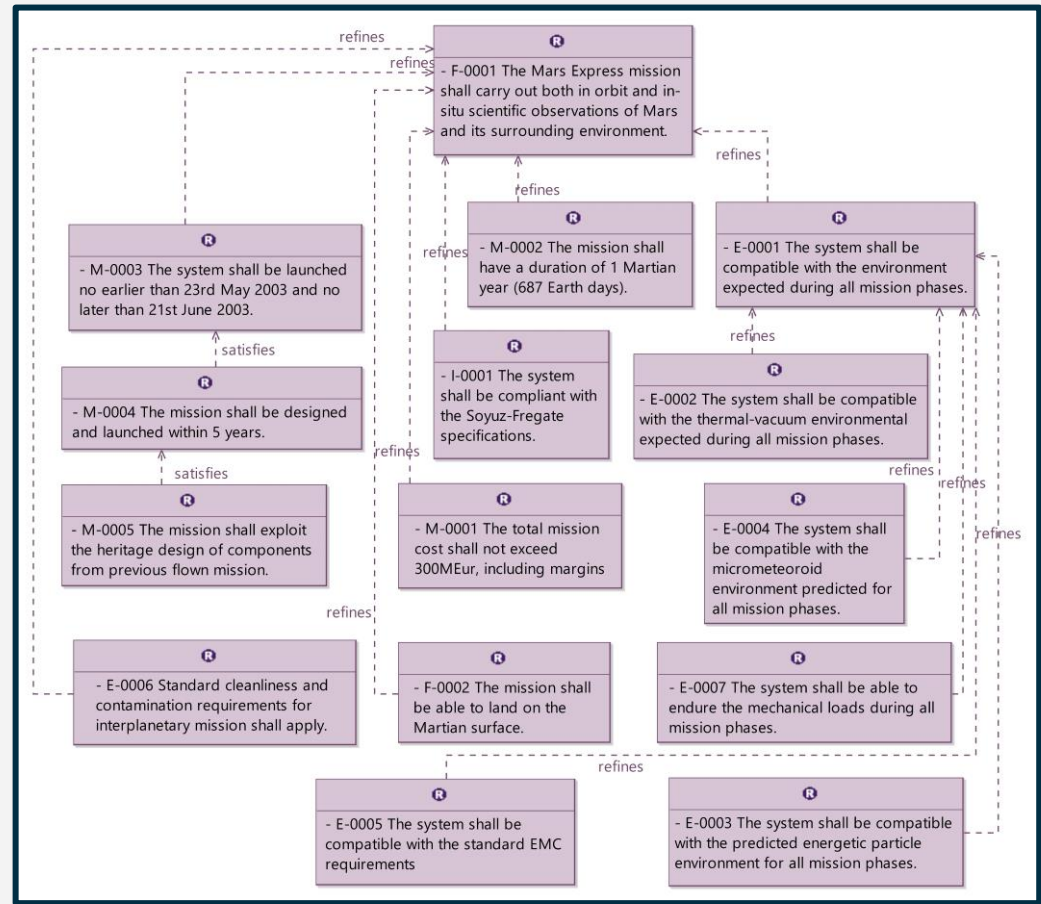 refines
refines
R
- F-0001 The Mars Express mission
shall carry out both in orbit and in-
situ scientific observations of Mars
and its surrounding environment.
refines
refines
R
- M-0003 The system shall be launched
no earlier than 23rd May 2003 and no
later than 21st June 2003.
refines
R
- M-0002 The mission shall
have a duration of 1 Martian
year (687 Earth days).
R
- E-0001 The system shall be
compatible with the environment
expected during all mission phases.
refines
satisfies
R
- M-0004 The mission shall be designed
and launched within 5 years.
R
- I-0001 The system
shall be compliant with
the Soyuz-Fregate
specifications.
refines
R
- E-0002 The system shall be compatible
with the thermal-vacuum environmental
expected during all mission phases.
refines
satisfies
R
- M-0005 The mission shall exploit
the heritage design of components
from previous flown mission.
R
- M-0001 The total mission
cost shall not exceed
300MEur, including margins
refines
refines
R
- E-0004 The system shall
be compatible with the
micrometeoroid
environment predicted for
all mission phases.
refines
refines
R
- E-0006 Standard cleanliness and
contamination requirements for
interplanetary mission shall apply.
R
- F-0002 The mission shall
be able to land on the
Martian surface.
R
- E-0007 The system shall be able to
endure the mechanical loads during all
mission phases.
refines
R
- E-0005 The system shall be
compatible with the standard EMC
requirements
R
- E-0003 The system shall be compatible
with the predicted energetic particle
environment for all mission phases.